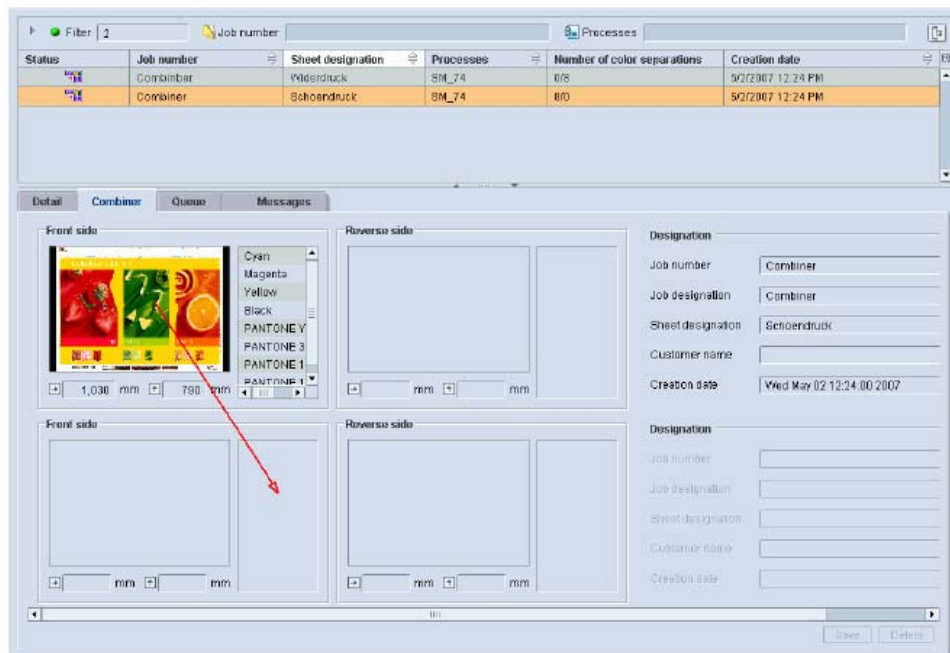 Filter 2 Job number Processes
Status Job number Sheet designation Processes Number of color separations Creation date
Combinber Widerdruck SM_74 0/8 5/2/2007 12:24 PM
Combiner Schoendruck SM_74 8/0 5/2/2007 12:24 PM
Detail Combiner Queue Messages
Front side
Cyan
Magenta
Yellow
Black
PANTONE Y
PANTONE 3
PANTONE 1
PANTONE 1
1,030 mm 790 mm
Reverse side
mm mm
Designation
Job number Combiner
Job designation Combiner
Sheet designation Schoendruck
Customer name
Creation date Wed May 02 12:24:00 2007
Front side
mm mm
Reverse side
mm mm
Designation
Job number
Job designation
Sheet designation
Customer name
Creation date
Save Delete